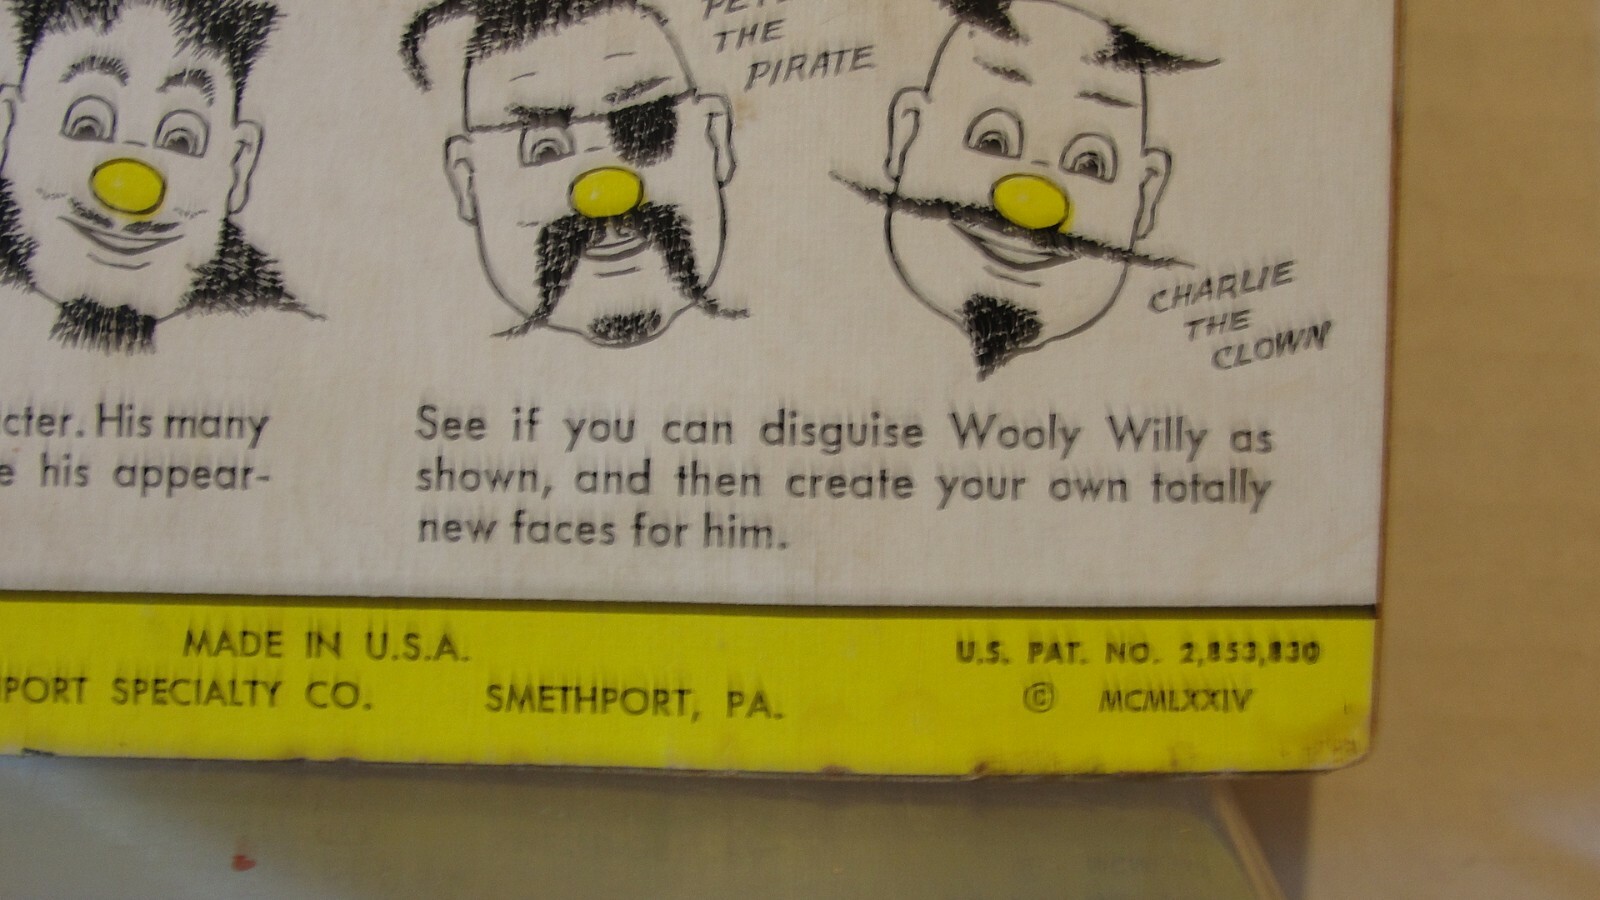 THE
PIRATE
CHARLIE
THE
CLOWN
His many
his appear-
See if you can disguise Wooly Willy as
shown, and then create your own totally
new faces for him.
MADE IN U.S.A.
SPECIALTY CO. SMETHPORT, PA.
U.S. PAT. NO. 2,853,830
© MCMLXXIV